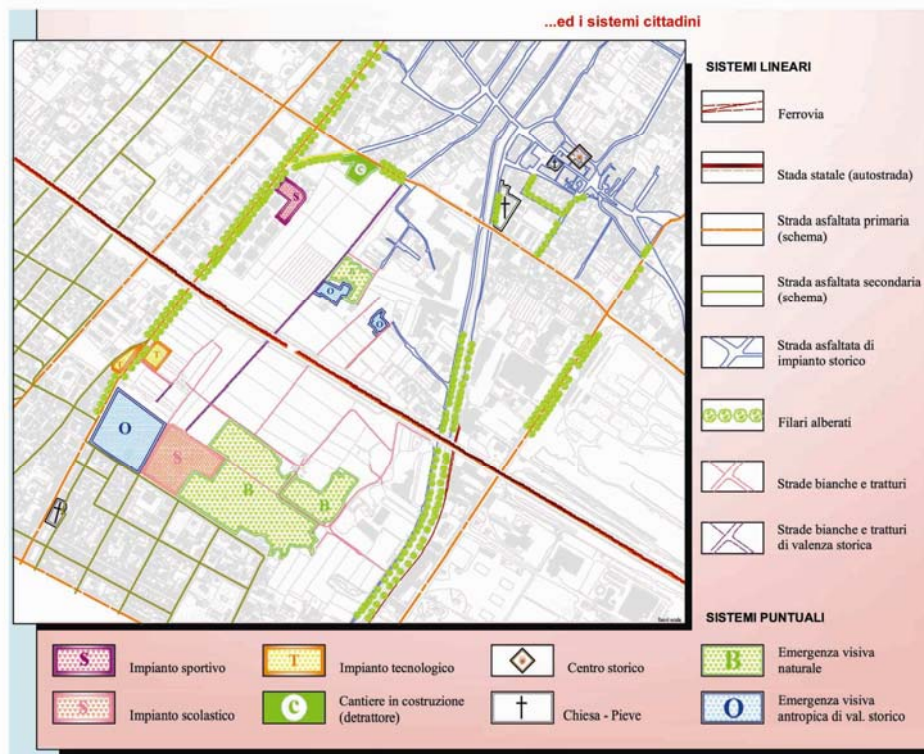 ...ed i sistemi cittadini
SISTEMI LINEARI
Ferrovia
Stada statale (autostrada)
Strada asfaltata primaria
(schema)
Strada asfaltata secondaria
(schema)
Strada asfaltata di
impianto storico
Filari alberati
Strade bianche e tratturi
Strade bianche e tratturi
di valenza storica
SISTEMI PUNTUALI
C
S
O
O
T
O
S
B
B
S
Impianto sportivo
T
Impianto tecnologico
Centro storico
B
Emergenza visiva
naturale
S
Impianto scolastico
C
Cantiere in costruzione
(detrattore)
Chiesa - Pieve
O
Emergenza visiva
antropica di val. storico